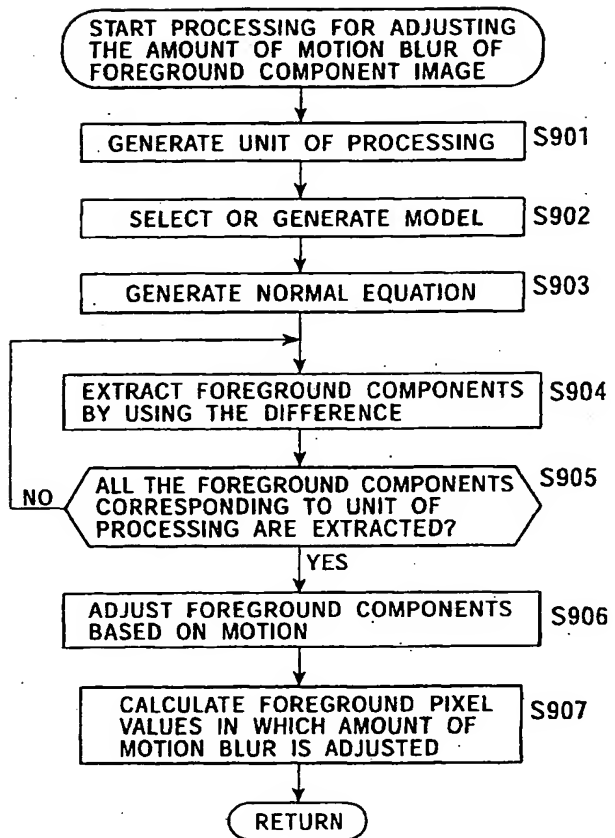 START PROCESSING FOR ADJUSTING
THE AMOUNT OF MOTION BLUR OF
FOREGROUND COMPONENT IMAGE
GENERATE UNIT OF PROCESSING
S901
SELECT OR GENERATE MODEL
S902
GENERATE NORMAL EQUATION
S903
EXTRACT FOREGROUND COMPONENTS
BY USING THE DIFFERENCE
S904
ALL THE FOREGROUND COMPONENTS
CORRESPONDING TO UNIT OF
PROCESSING ARE EXTRACTED?
S905
NO
YES
ADJUST FOREGROUND COMPONENTS
BASED ON MOTION
S906
CALCULATE FOREGROUND PIXEL
VALUES IN WHICH AMOUNT OF
MOTION BLUR IS ADJUSTED
S907
RETURN